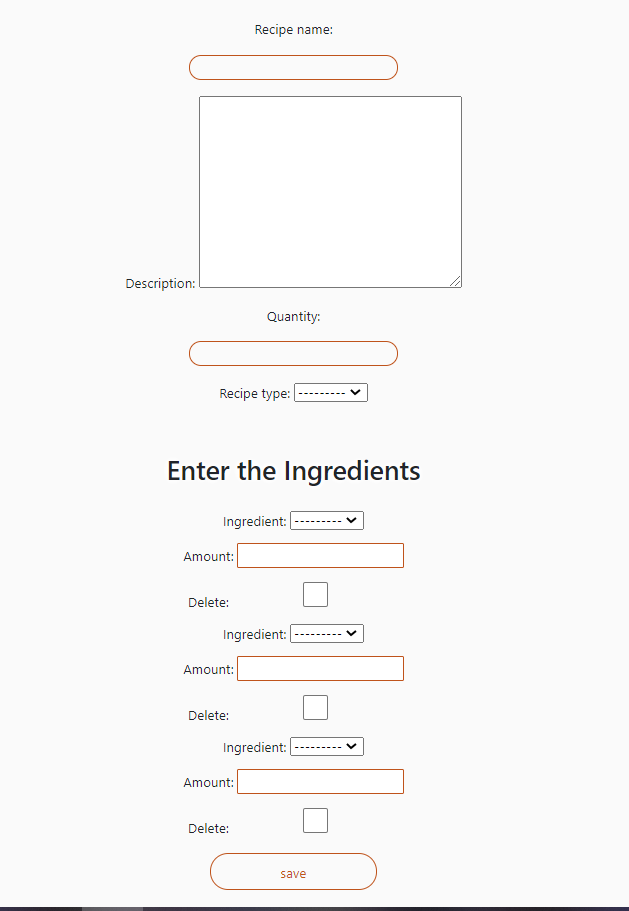 Recipe name:
Description:
Quantity:
Recipe type: ---------
Enter the Ingredients
Ingredient: ---------
Amount:
Delete:
Ingredient: ---------
Amount:
Delete:
Ingredient: ---------
Amount:
Delete:
save